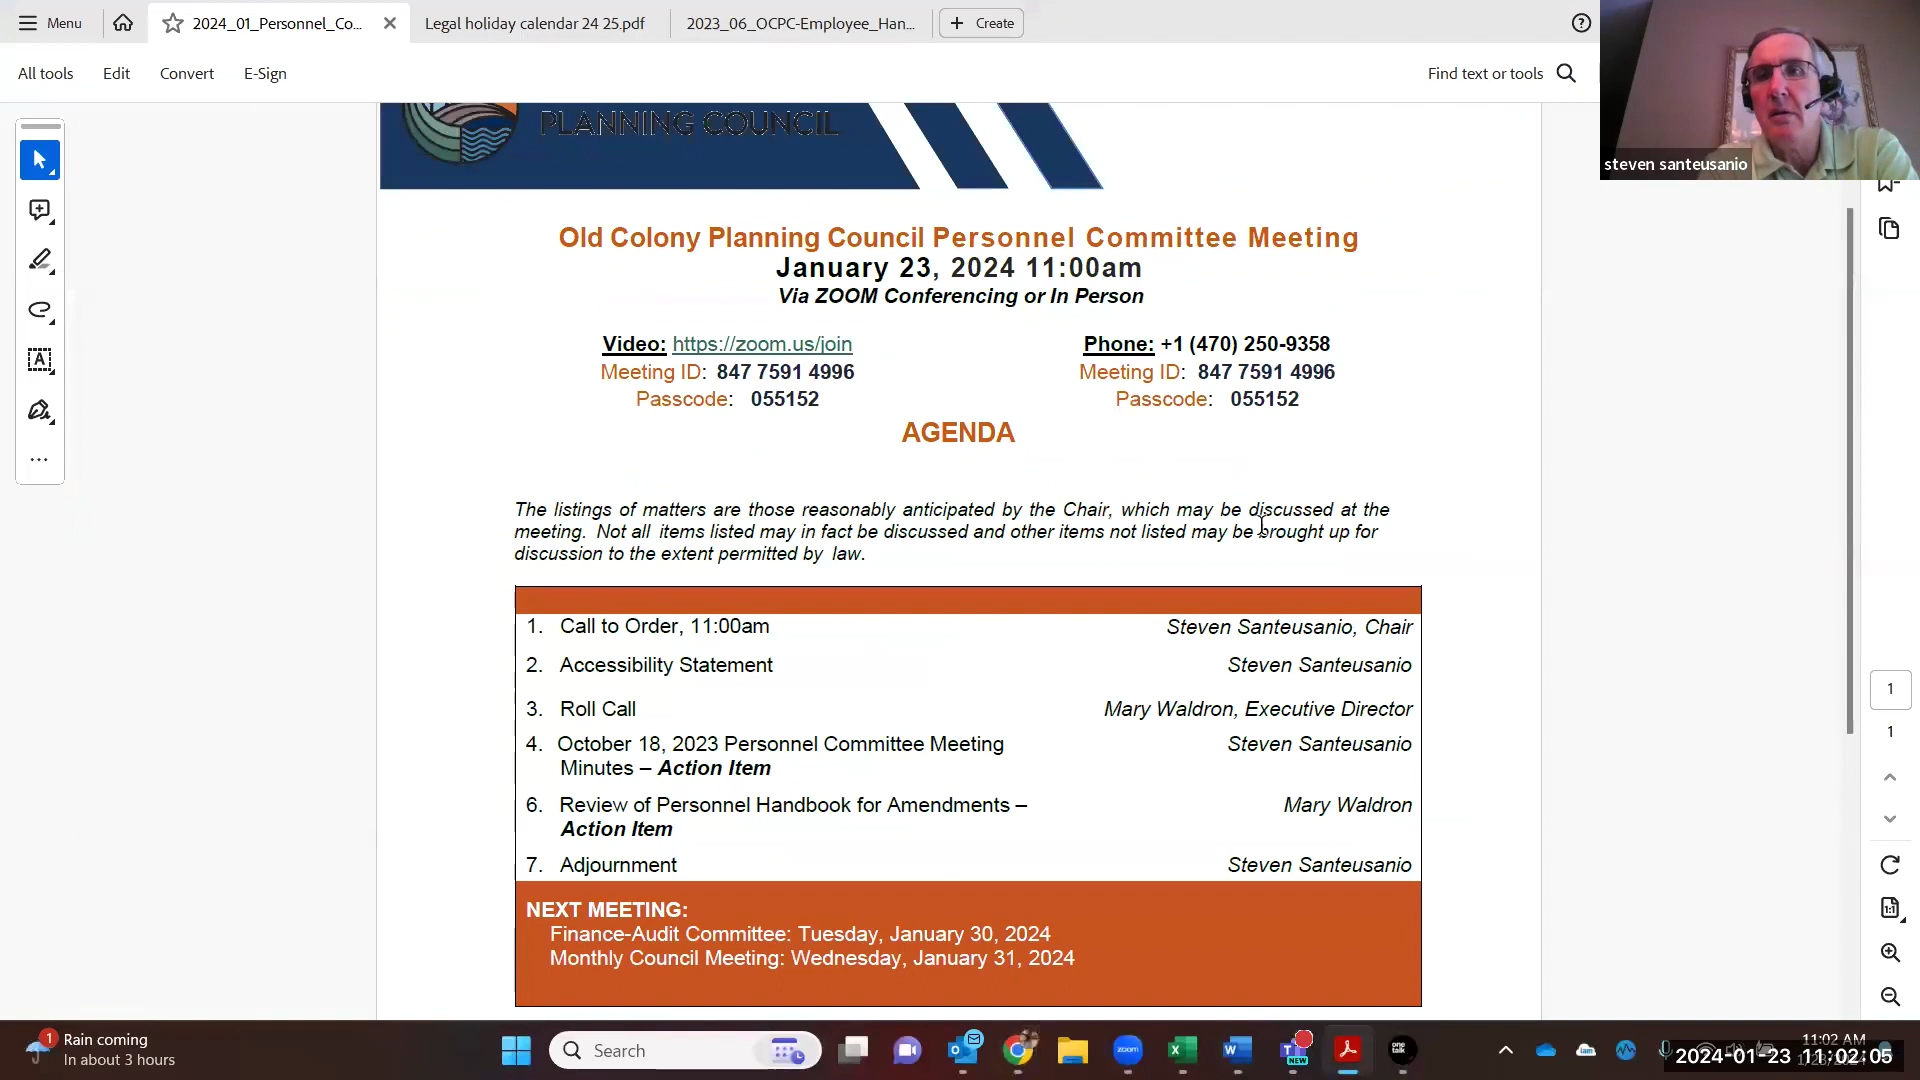 Menu
2024_01_Personnel_Co...
Legal holiday calendar 24 25.pdf
2023_06_OCPC-Employee_Han...
Create
All tools
Edit
Convert
E-Sign
Find text or tools
steven santeusanio
PLANNING COUNCIL
Old Colony Planning Council Personnel Committee Meeting
January 23, 2024 11:00am
Via ZOOM Conferencing or In Person
Video: https://zoom.us/join
Meeting ID: 847 7591 4996
Passcode: 055152
Phone: +1 (470) 250-9358
Meeting ID: 847 7591 4996
Passcode: 055152
AGENDA
The listings of matters are those reasonably anticipated by the Chair, which may be discussed at the
meeting. Not all items listed may in fact be discussed and other items not listed may be brought up for
discussion to the extent permitted by law.
1. Call to Order, 11:00am Steven Santeusanio, Chair
2. Accessibility Statement Steven Santeusanio
3. Roll Call Mary Waldron, Executive Director
4. October 18, 2023 Personnel Committee Meeting Steven Santeusanio
Minutes – Action Item
6. Review of Personnel Handbook for Amendments – Mary Waldron
Action Item
7. Adjournment Steven Santeusanio
NEXT MEETING:
Finance-Audit Committee: Tuesday, January 30, 2024
Monthly Council Meeting: Wednesday, January 31, 2024
1
1
1
Rain coming
In about 3 hours
Search
zoom
NEW
one
talk
11:02 AM
2024-01-23 11:02:05